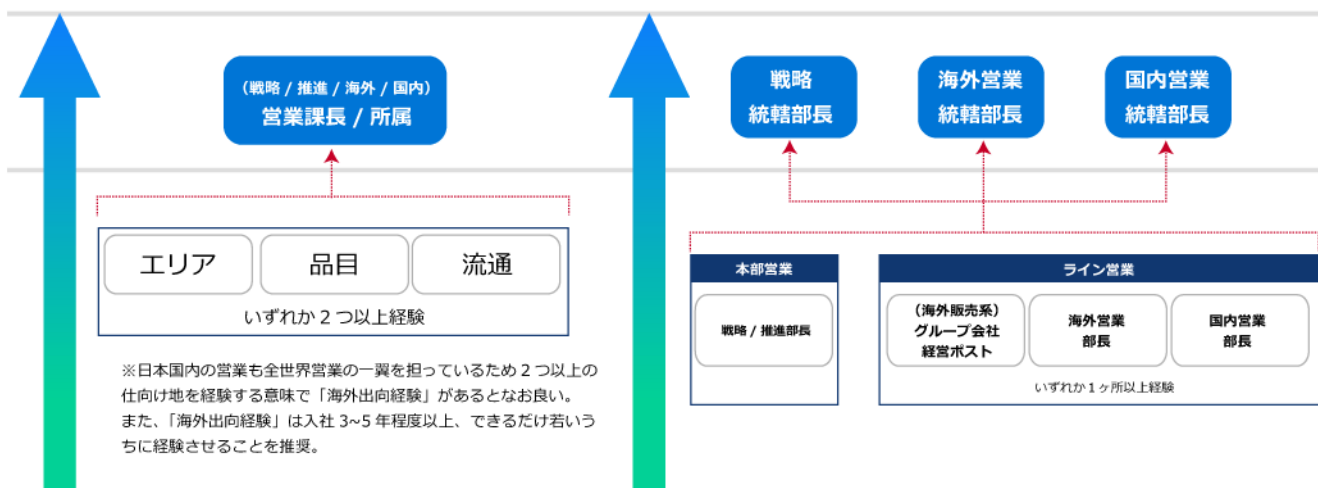 （戦略 / 推進 / 海外 / 国内）
営業課長 / 所属
エリア
品目
流通
いずれか 2 つ以上経験
※日本国内の営業も全世界営業の一翼を担っているため 2 つ以上の
仕向け地を経験する意味で「海外出向経験」があるとなお良い。
また、「海外出向経験」は入社 3~5 年程度以上、できるだけ若いう
ちに経験させることを推奨。
戦略
統轄部長
海外営業
統轄部長
国内営業
統轄部長
本部営業
戦略 / 推進部長
ライン営業
（海外販売系）
グループ会社
経営ポスト
海外営業
部長
国内営業
部長
いずれか 1 ヶ所以上経験